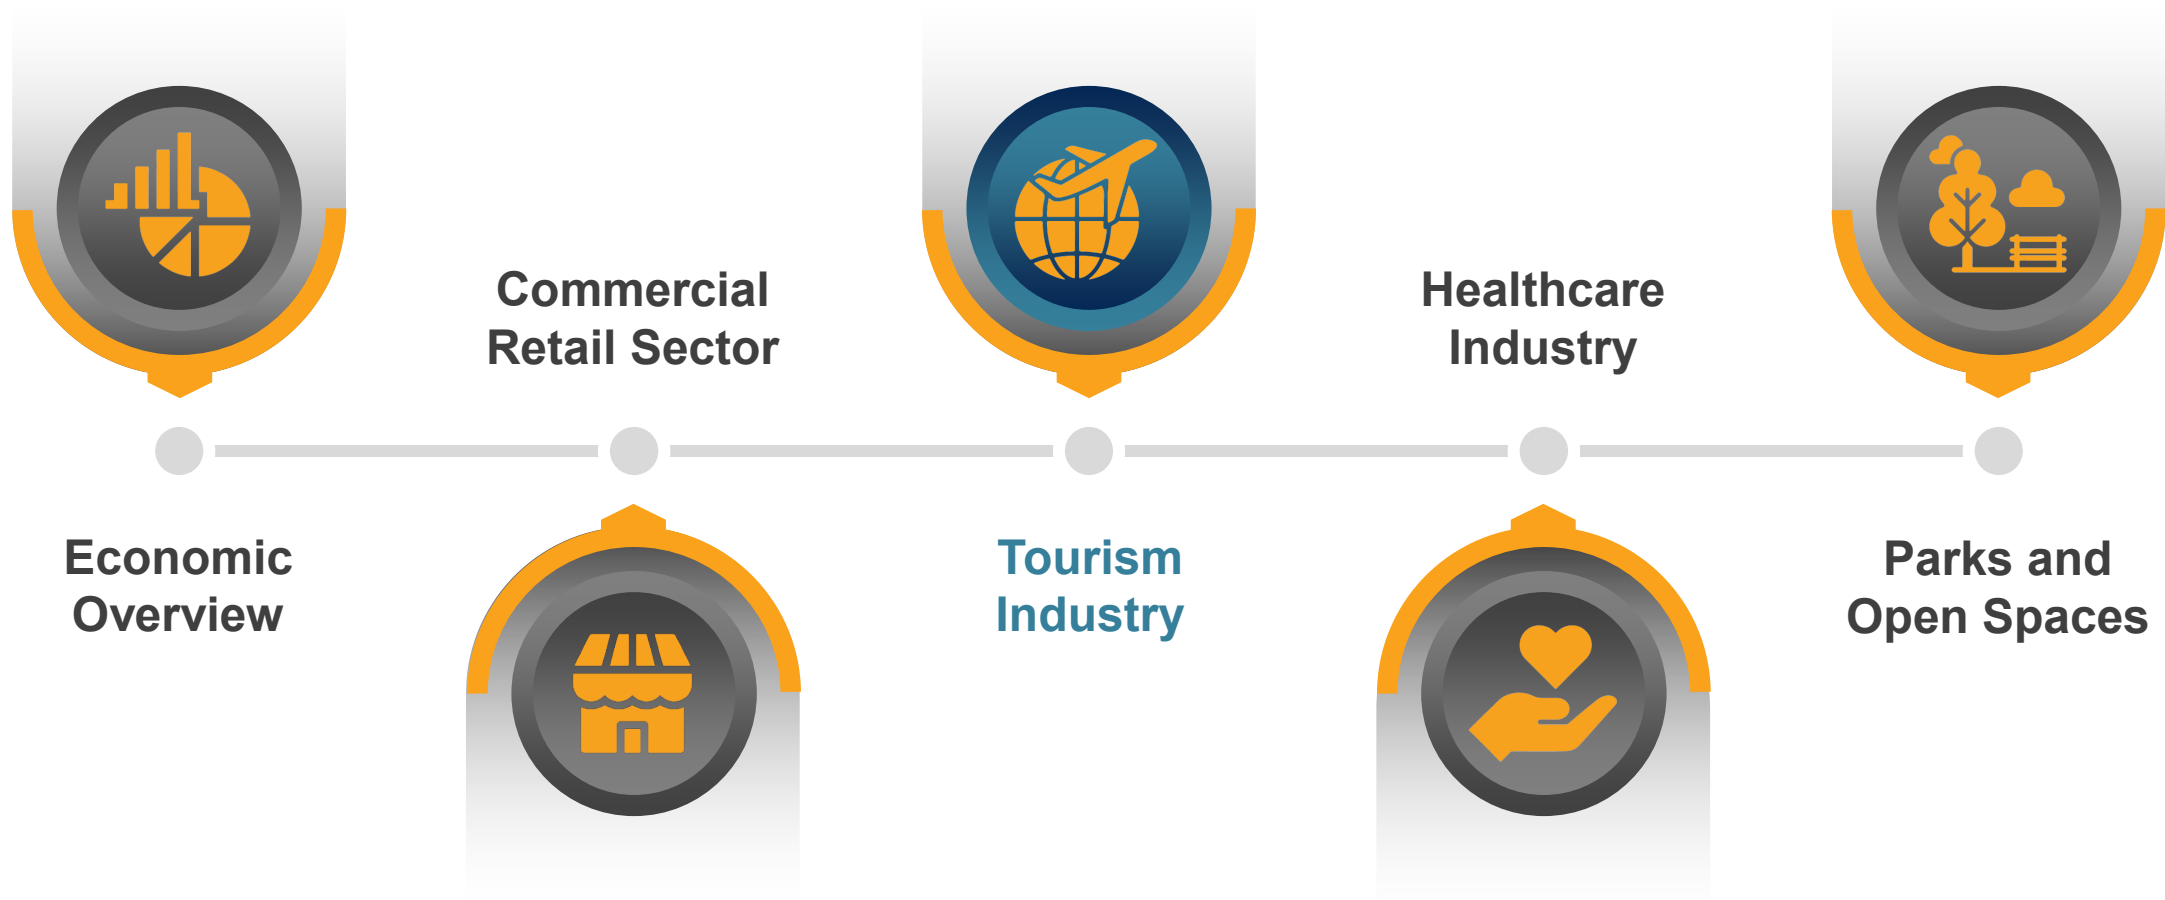 Economic
Overview
Commercial
Retail Sector
Tourism
Industry
Healthcare
Industry
Parks and
Open Spaces